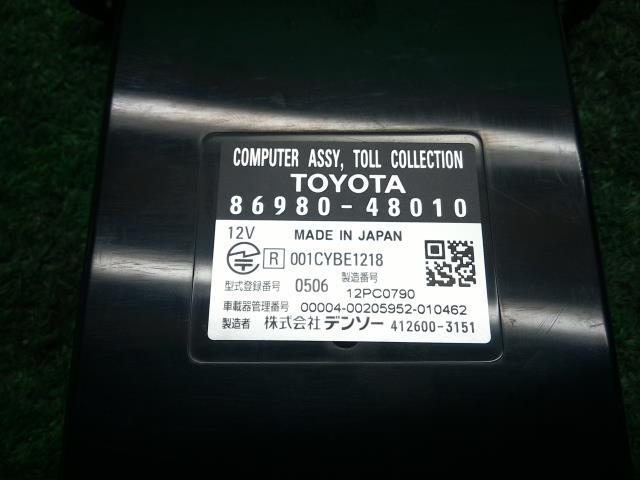 COMPUTER ASSY, TOLL COLLECTION
TOYOTA
86980-48010
12V MADE IN JAPAN
R 001CYBE1218
型式登録番号 0506 製造番号 12PC0790
車載器管理番号 00004-00205952-010462
製造者 株式会社 デンソー 412600-3151